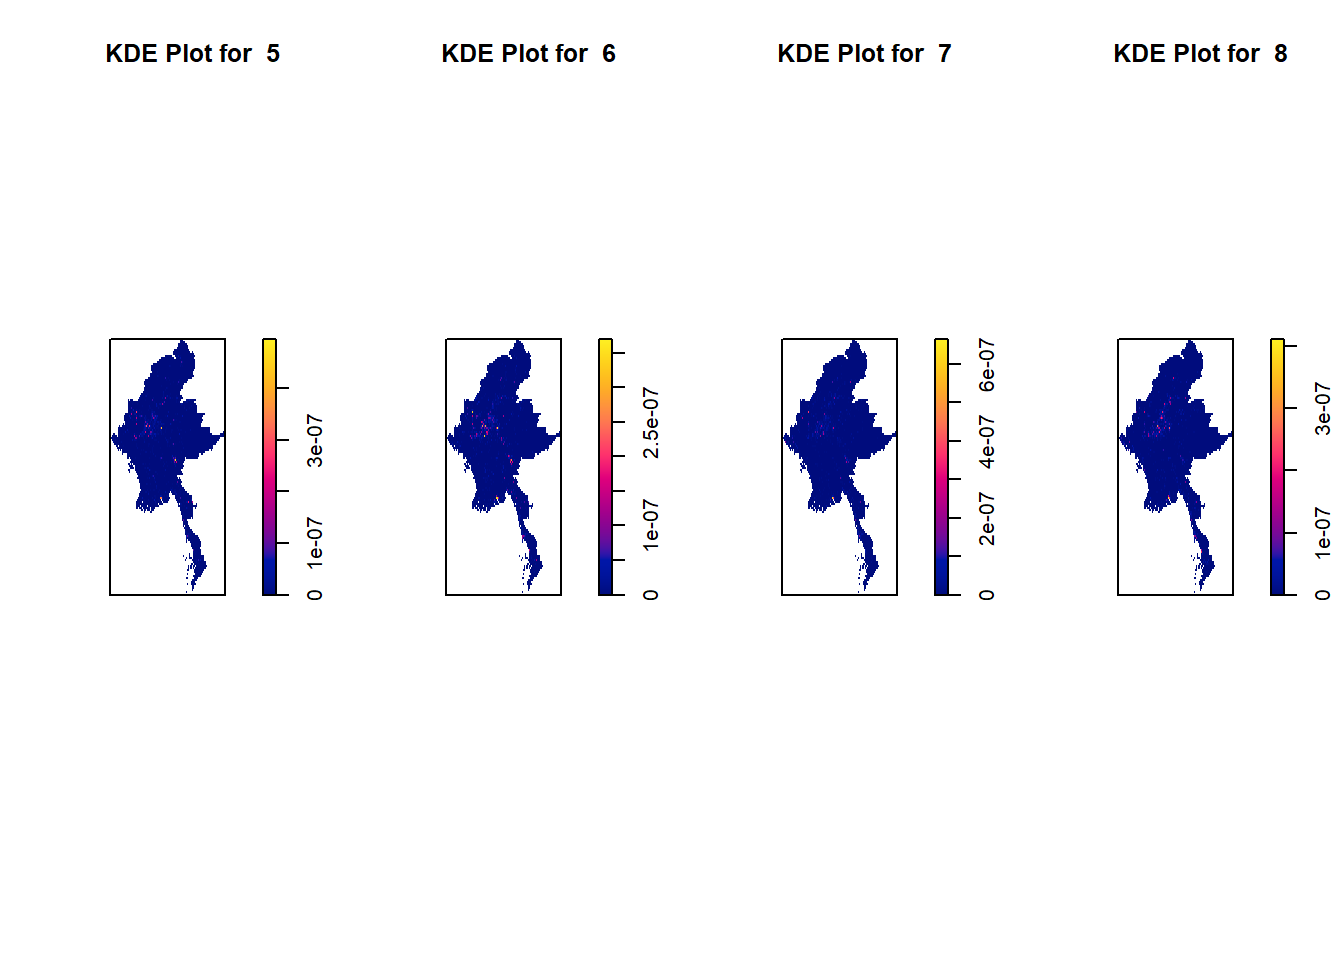 KDE Plot for  5
0
1e-07
3e-07
KDE Plot for  6
0
1e-07
2.5e-07
KDE Plot for  7
0
2e-07
4e-07
6e-07
KDE Plot for  8
0
1e-07
3e-07